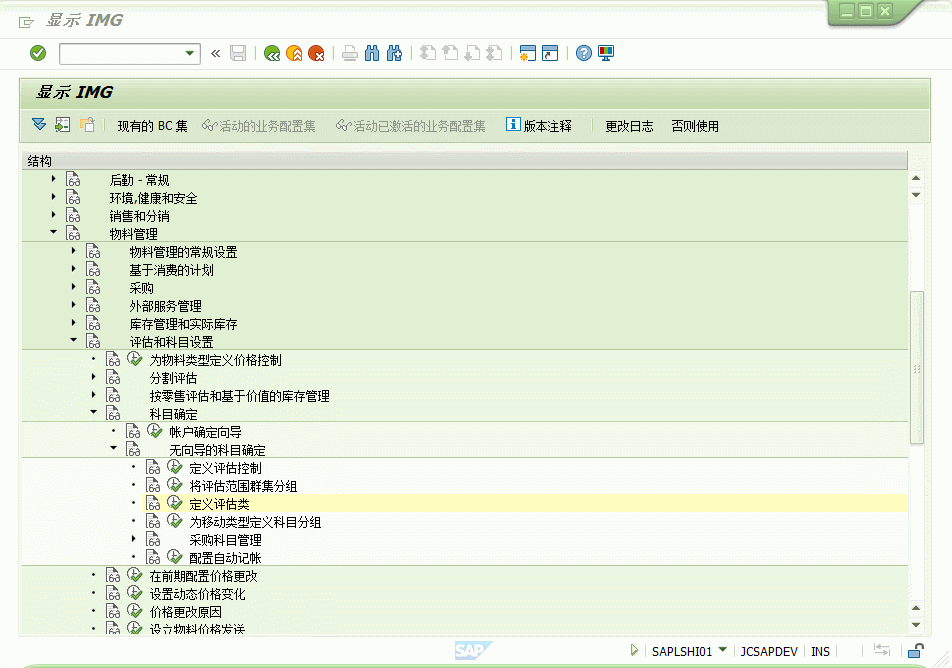 显示 IMG
显示 IMG
现有的 BC 集 活动的业务配置集 活动已激活的业务配置集 版本注释 更改日志 否则使用
结构
后勤 - 常规
环境,健康和安全
销售和分销
物料管理
物料管理的常规设置
基于消费的计划
采购
外部服务管理
库存管理和实际库存
评估和科目设置
为物料类型定义价格控制
分割评估
按零售评估和基于价值的库存管理
科目确定
帐户确定向导
无向导的科目确定
定义评估控制
将评估范围群集分组
定义评估类
为移动类型定义科目分组
采购科目管理
配置自动记帐
在前期配置价格更改
设置动态价格变化
价格更改原因
设立物料价格发送
SAP SAPLSHI01 JCSAPDEV INS